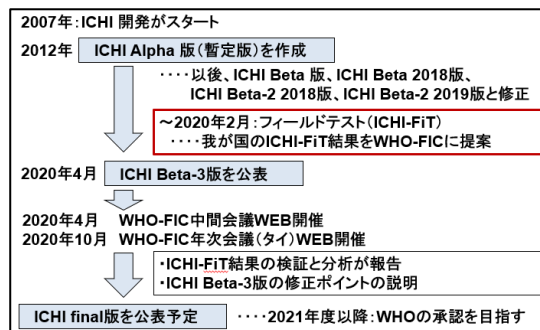 2007年：ICHI 開発がスタート
2012年 ICHI Alpha 版（暫定版）を作成
････以後、ICHI Beta 版、ICHI Beta 2018版、
ICHI Beta-2 2018版、ICHI Beta-2 2019版と修正
～2020年2月：フィールドテスト（ICHI-FiT）
････我が国のICHI-FiT結果をWHO-FICに提案
2020年4月 ICHI Beta-3版を公表
2020年4月 WHO-FIC中間会議WEB開催
2020年10月 WHO-FIC年次会議（タイ）WEB開催
・ICHI-FiT結果の検証と分析が報告
・ICHI Beta-3版の修正ポイントの説明
ICHI final版を公表予定 ････2021年度以降：WHOの承認を目指す